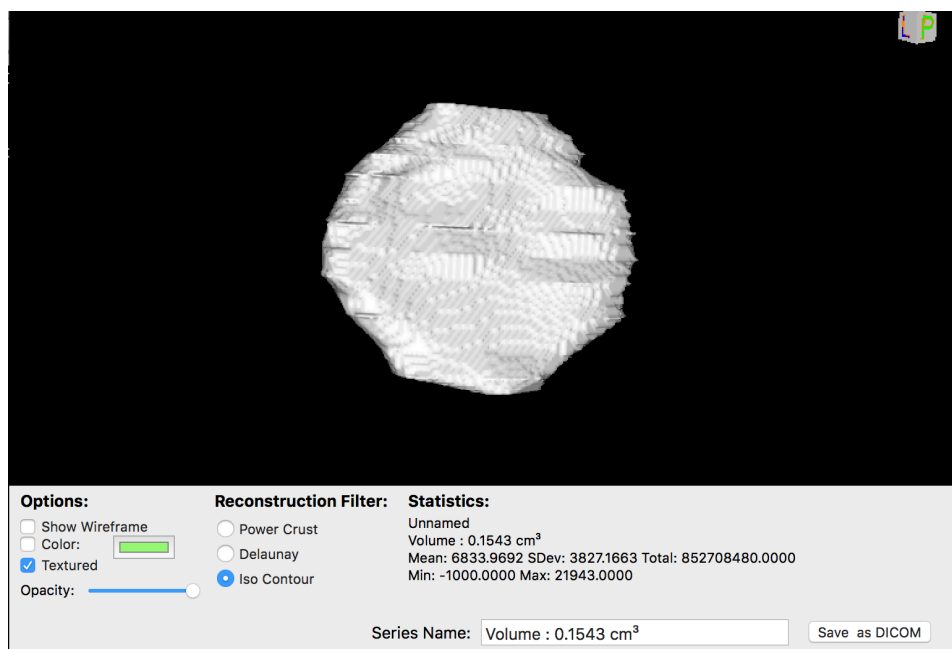 L P
Options:
Show Wireframe
Color:
Textured
Opacity:
Reconstruction Filter:
Power Crust
Delaunay
Iso Contour
Statistics:
Unnamed
Volume : 0.1543 cm³
Mean: 6833.9692 SDev: 3827.1663 Total: 852708480.0000
Min: -1000.0000 Max: 21943.0000
Series Name: Volume : 0.1543 cm³ Save as DICOM